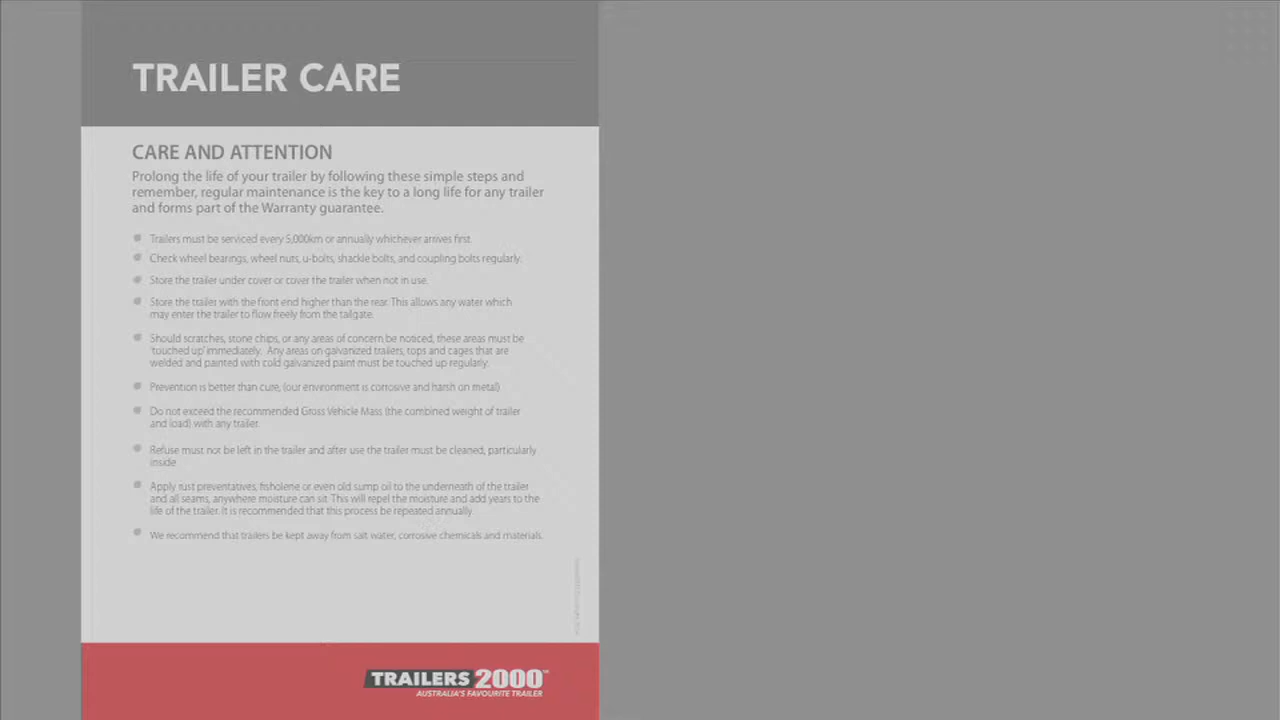 TRAILER CARE
CARE AND ATTENTION
Prolong the life of your trailer by following these simple steps and
remember, regular maintenance is the key to a long life for any trailer
and forms part of the Warranty guarantee.
Trailers must be serviced every 5,000km or annually whichever arrives first.
Check wheel bearings, wheel nuts, u-bolts, shackle bolts, and coupling bolts regularly.
Store the trailer under cover or cover the trailer when not in use.
Store the trailer with the front end higher than the rear. This allows any water which
may enter the trailer to flow freely from the tailgate.
Should scratches, stone chips, or any areas of concern be noticed, these areas must be
'touched up' immediately. Any areas on galvanized trailers, tops and cages that are
welded and painted with cold galvanized paint must be touched up regularly.
Prevention is better than cure, (our environment is corrosive and harsh on metal)
Do not exceed the recommended Gross Vehicle Mass (the combined weight of trailer
and load) with any trailer.
Refuse must not be left in the trailer and after use the trailer must be cleaned, particularly
inside.
Apply rust preventatives, fisholene or even old sump oil to the underneath of the trailer
and all seams, anywhere moisture can sit. This will repel the moisture and add years to the
life of the trailer. It is recommended that this process be repeated annually.
We recommend that trailers be kept away from salt water, corrosive chemicals and materials.
TRAILERS 2000™
AUSTRALIA'S FAVOURITE TRAILER